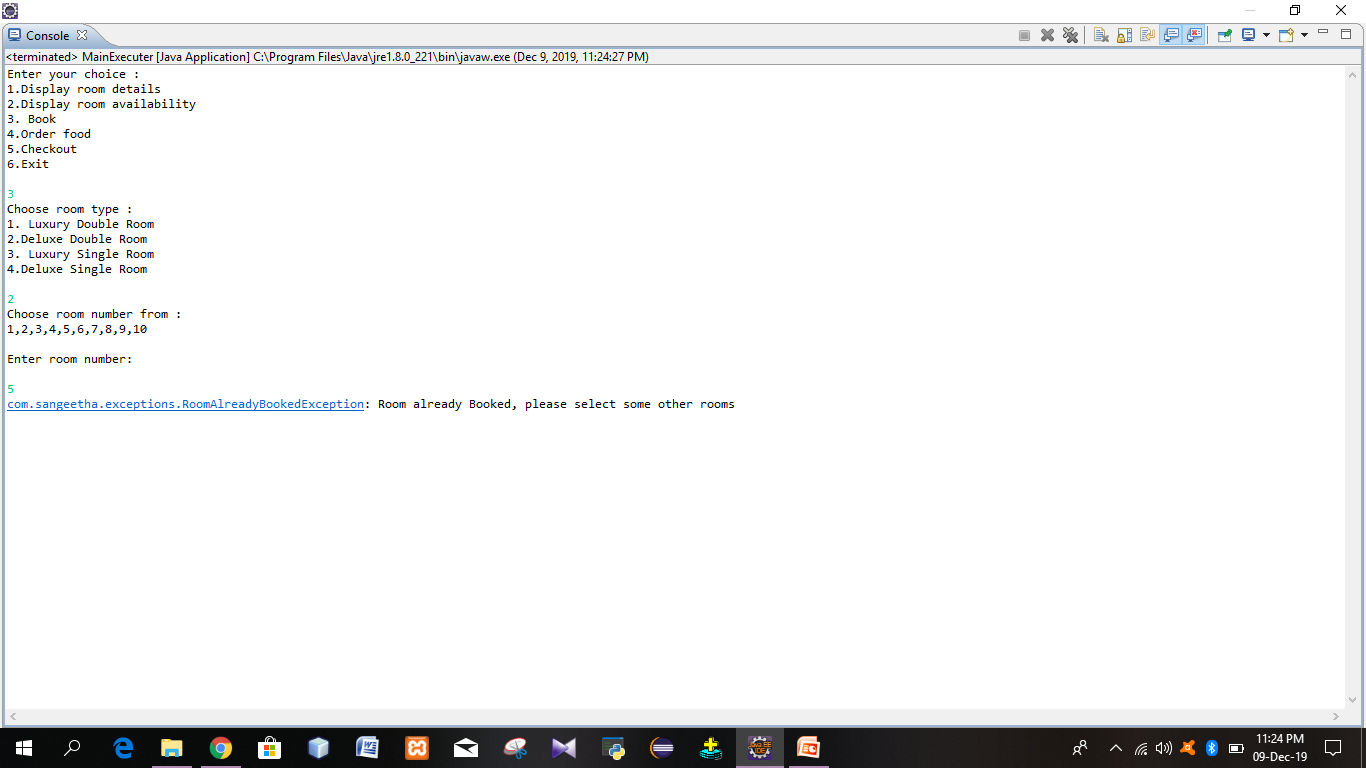 Console
<terminated> MainExecuter [Java Application] C:\Program Files\Java\jre1.8.0_221\bin\javaw.exe (Dec 9, 2019, 11:24:27 PM)
Enter your choice :
1.Display room details
2.Display room availability
3. Book
4.Order food
5.Checkout
6.Exit
3
Choose room type :
1. Luxury Double Room
2.Deluxe Double Room
3. Luxury Single Room
4.Deluxe Single Room
2
Choose room number from :
1,2,3,4,5,6,7,8,9,10
Enter room number:
5
com.sangeetha.exceptions.RoomAlreadyBookedException: Room already Booked, please select some other rooms
11:24 PM
09-Dec-19